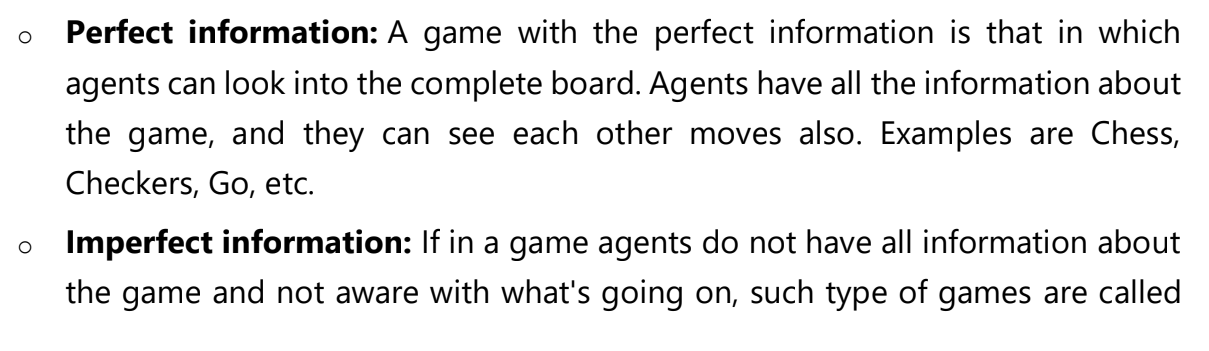 ○ Perfect information: A game with the perfect information is that in which
agents can look into the complete board. Agents have all the information about
the game, and they can see each other moves also. Examples are Chess,
Checkers, Go, etc.
○ Imperfect information: If in a game agents do not have all information about
the game and not aware with what's going on, such type of games are called